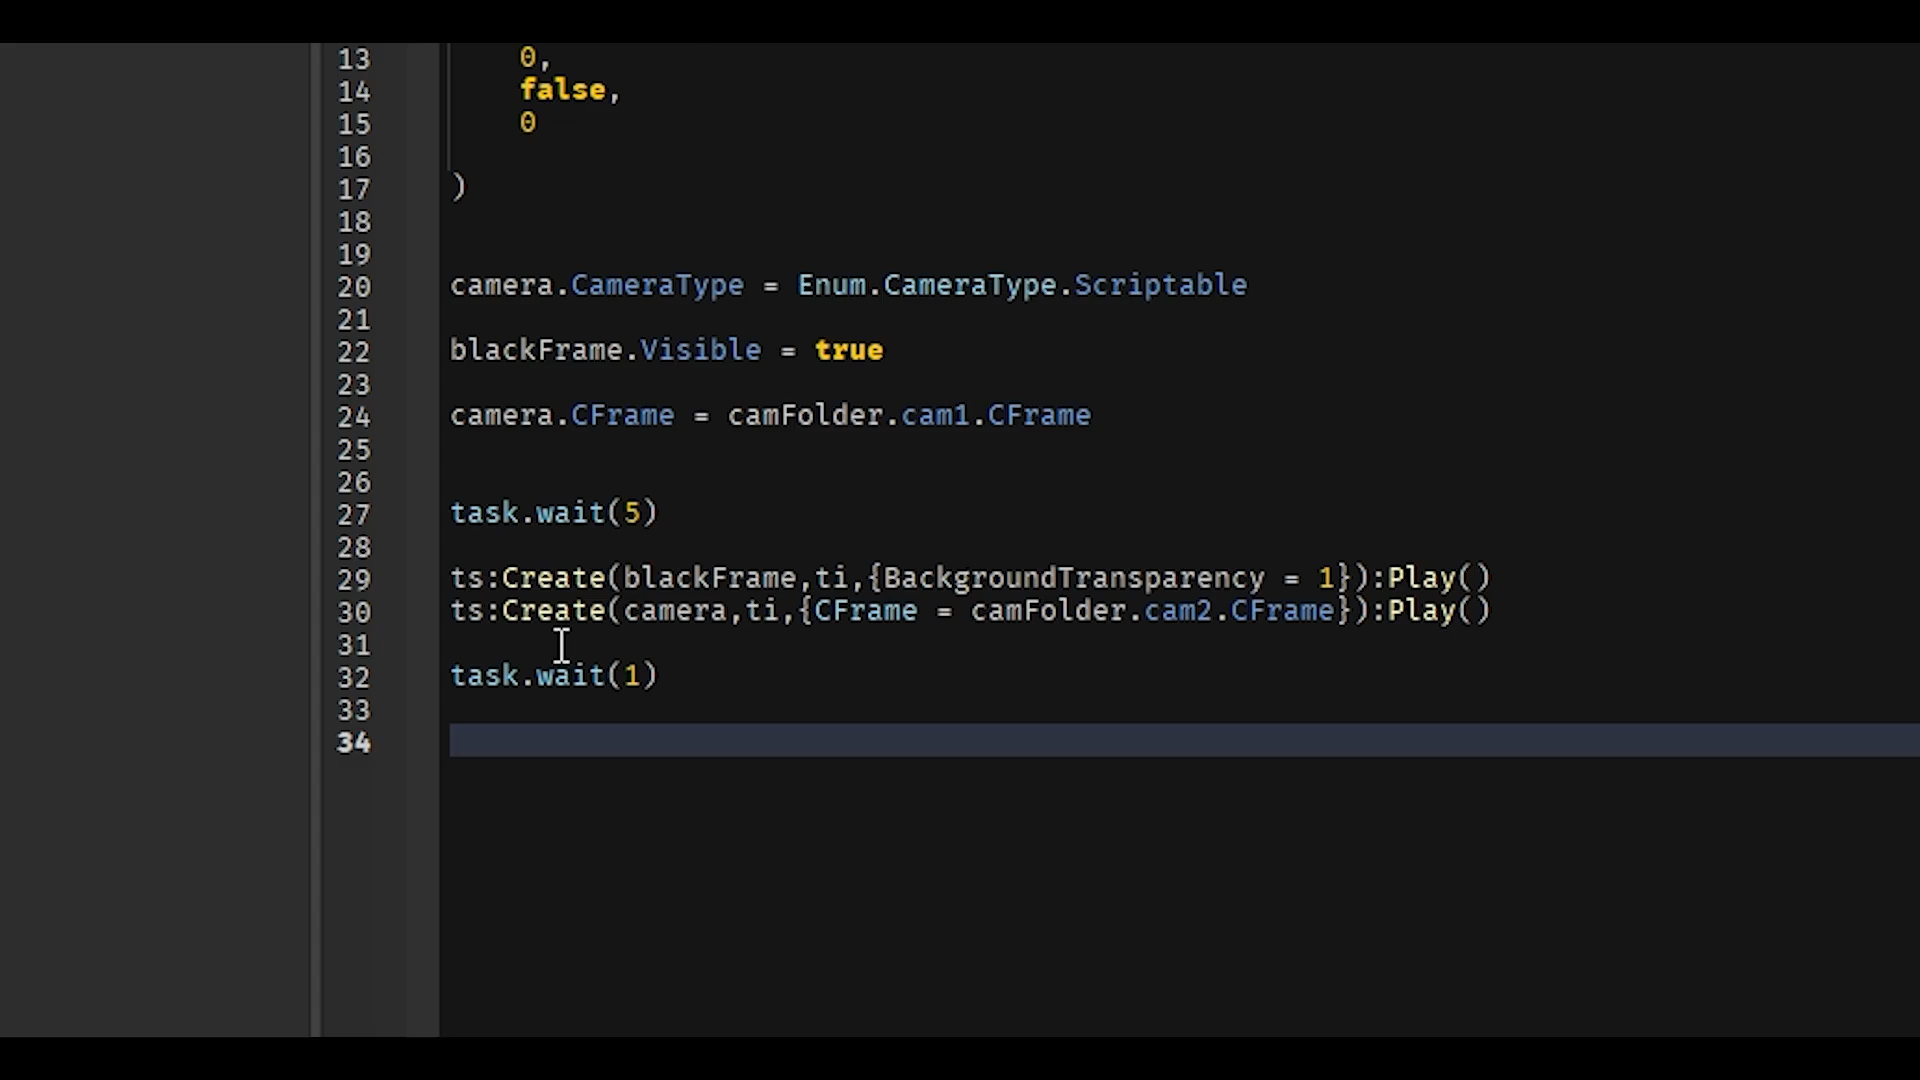 13 0,
14 false,
15 0
16
17 )
18
19
20 camera.CameraType = Enum.CameraType.Scriptable
21
22 blackFrame.Visible = true
23
24 camera.CFrame = camFolder.cam1.CFrame
25
26
27 task.wait(5)
28
29 ts:Create(blackFrame,ti,{BackgroundTransparency = 1}):Play()
30 ts:Create(camera,ti,{CFrame = camFolder.cam2.CFrame}):Play()
31
32 task.wait(1)
33
34